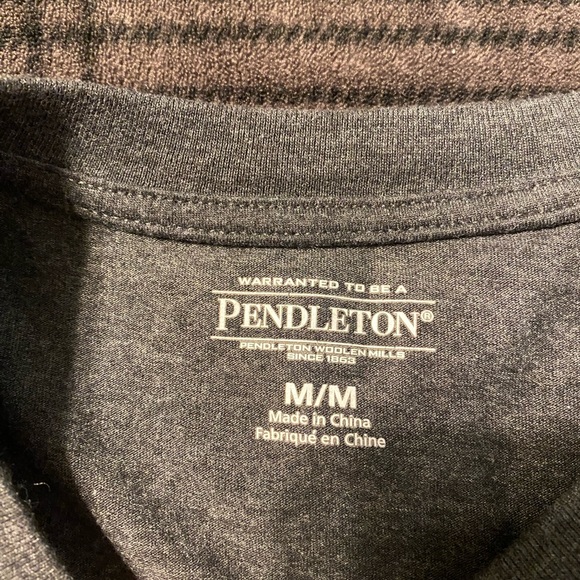 WARRANTED TO BE A
PENDLETON®
PENDLETON WOOLEN MILLS
SINCE 1863
M/M
Made in China
Fabriqué en Chine